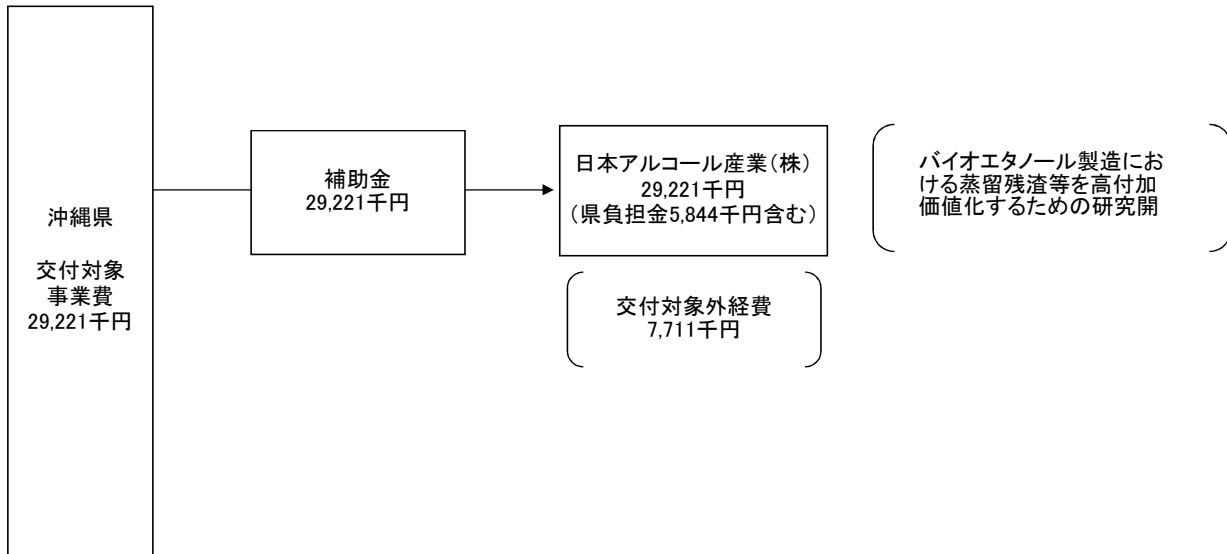 沖縄県
交付対象
事業費
29,221千円
補助金
29,221千円
日本アルコール産業(株)
29,221千円
(県負担金5,844千円含む)
交付対象外経費
7,711千円
バイオエタノール製造にお
ける蒸留残渣等を高付加
価値化するための研究開